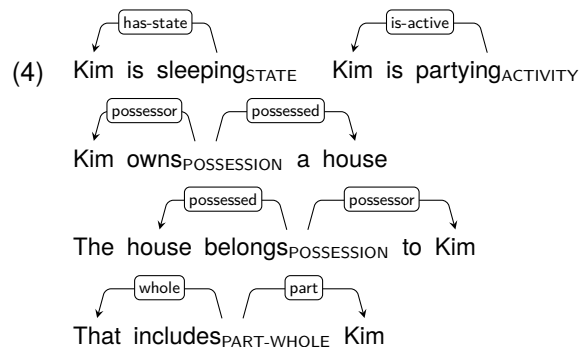 has-state is-active
(4) Kim is sleepingSTATE Kim is partyingACTIVITY
possessor possessed
Kim ownsPOSSESSION a house
possessed possessor
The house belongsPOSSESSION to Kim
whole part
That includesPART-WHOLE Kim